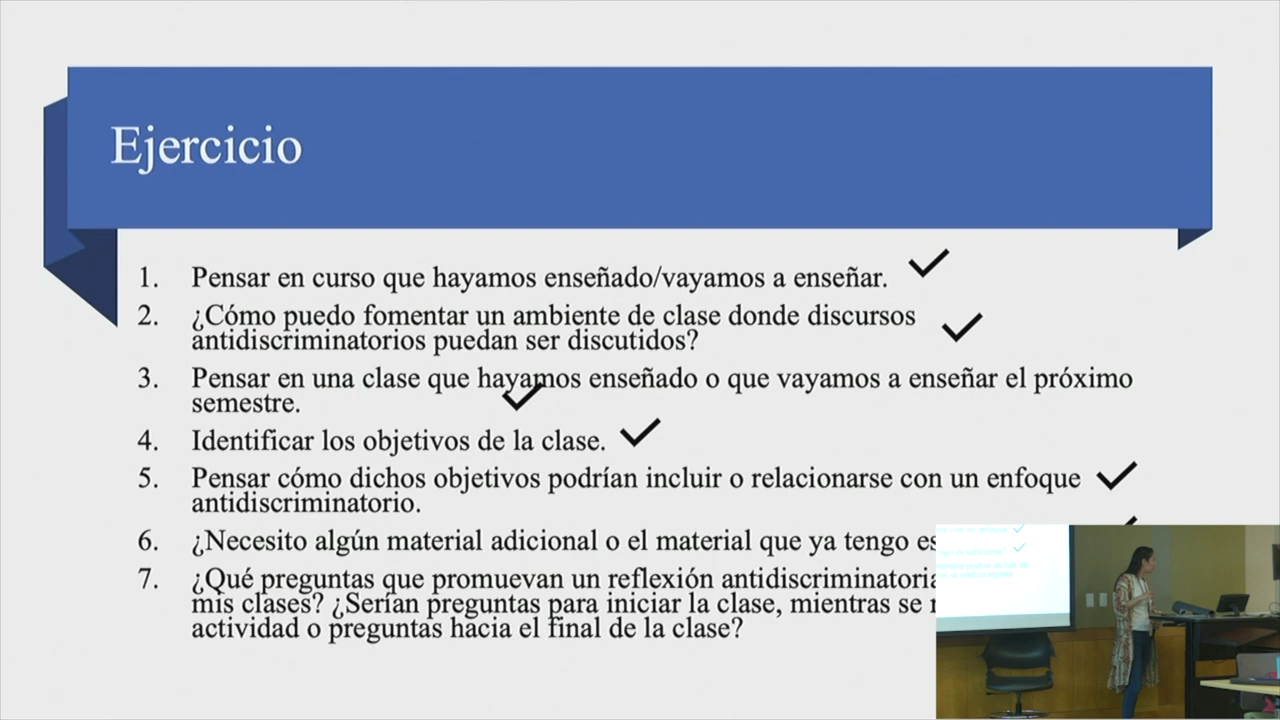 Ejercicio
1. Pensar en curso que hayamos enseñado/vayamos a enseñar.
2. ¿Cómo puedo fomentar un ambiente de clase donde discursos
antidiscriminatorios puedan ser discutidos?
3. Pensar en una clase que hayamos enseñado o que vayamos a enseñar el próximo
semestre.
4. Identificar los objetivos de la clase.
5. Pensar cómo dichos objetivos podrían incluir o relacionarse con un enfoque
antidiscriminatorio.
6. ¿Necesito algún material adicional o el material que ya tengo
7. ¿Qué preguntas que promuevan un reflexión antidiscriminatoria
mis clases? ¿Serían preguntas para iniciar la clase, mientras se
actividad o preguntas hacia el final de la clase?